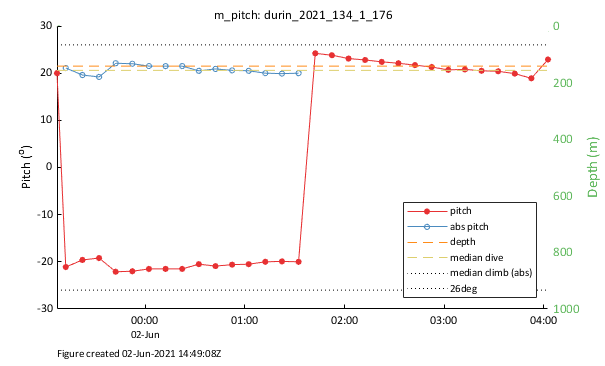 m_pitch: durin_2021_134_1_176
30
20
10
0
-10
-20
-30
Pitch (o)
0
200
400
600
800
1000
Depth (m)
pitch
abs pitch
depth
median dive
median climb (abs)
26deg
00:00
01:00
02:00
03:00
04:00
02-Jun
Figure created 02-Jun-2021 14:49:08Z